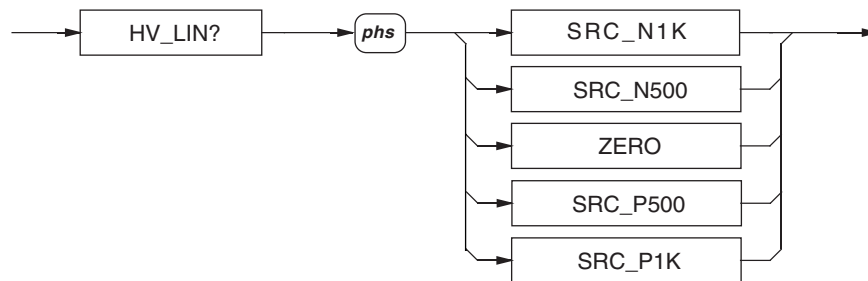 HV_LIN?
phs
SRC_N1K
SRC_N500
ZERO
SRC_P500
SRC_P1K